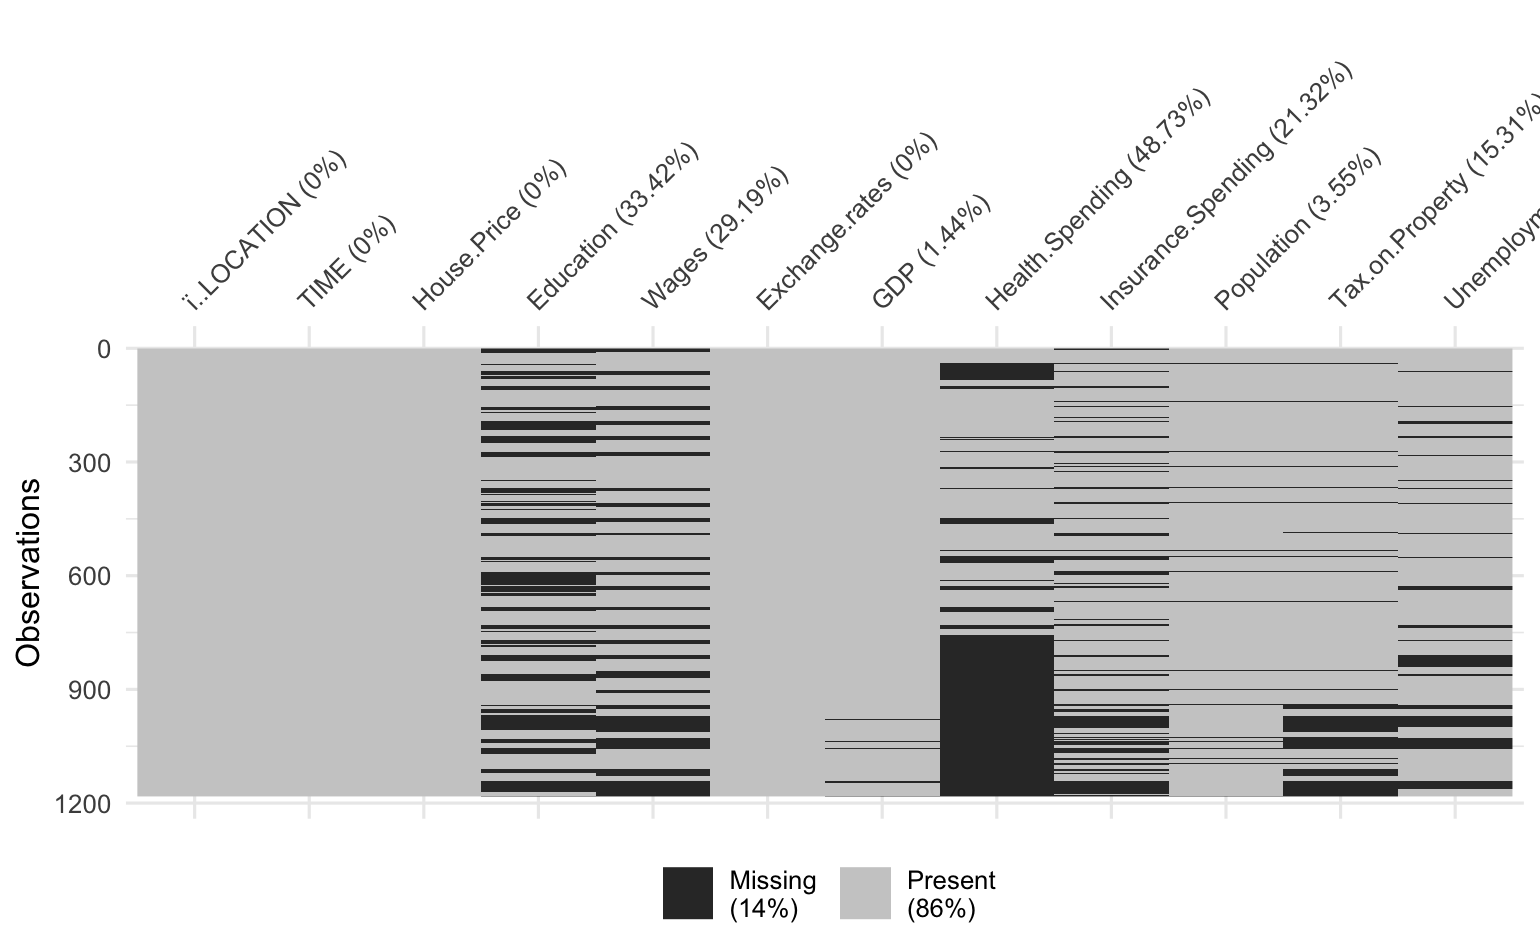 ï..LOCATION (0%)
TIME (0%)
House.Price (0%)
Education (33.42%)
Wages (29.19%)
Exchange.rates (0%)
GDP (1.44%)
Health.Spending (48.73%)
Insurance.Spending (21.32%)
Population (3.55%)
Tax.on.Property (15.31%)
Unemploym
0
300
600
900
1200
Observations
Missing
(14%)
Present
(86%)